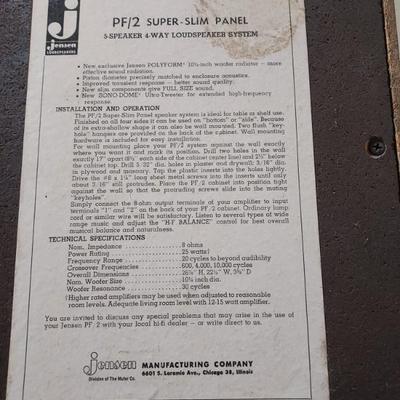 J
Jensen
LOUDSPEAKERS
PF/2 SUPER-SLIM PANEL
5-SPEAKER 4-WAY LOUDSPEAKER SYSTEM
• New exclusive Jensen POLYFORM* 10⅜-inch woofer radiator — more
effective sound radiation.
• Piston diameter precisely matched to enclosure acoustics.
• Improved transient response.
• New slim components give FULL SIZE sound.
• New SONO-DOME* Ultra-Tweeter for extended high-frequency
response.
INSTALLATION AND OPERATION
The PF/2 Super-Slim Panel speaker system is ideal for table or shelf use.
Finished on all four sides it can be used on "bottom" or "side." Because
of its extra-shallow shape it can also be wall mounted. Two flush "key-
hole" hangers are provided on the back of the cabinet. Wall mounting
hardware is included for easy installation.
For wall mounting place your PF/2 system against the wall exactly
where you want it and mark its position. Drill two holes in the wall
exactly 17" apart (8½" each side of the cabinet center line) and 2½" below
the cabinet top. Drill 5/32" dia. holes in plaster and drywall; 3/16" dia.
in plywood and masonry. Tap the plastic inserts into the holes tightly.
Drive the #8 x 1¼" long sheet metal screws into the inserts until only
about 3/16" still protrudes. Place the PF/2 cabinet into position tight
against the wall so that the protruding screws slide into the mating
"keyholes".
Simply connect the 8-ohm output terminals of your amplifier to input
terminals "1" and "2" on the back of your PF/2 cabinet. Ordinary lamp
cord or similar wire will be satisfactory. Listen to several types of wide
range music and adjust the "H-F BALANCE" control for best overall
musical balance and naturalness.
TECHNICAL SPECIFICATIONS
Nom. Impedance 8 ohms
Power Rating 25 watts†
Frequency Range 20 cycles to beyond audibility
Crossover Frequencies 600, 4,000, 10,000 cycles
Overall Dimensions H, W, D
Nom. Woofer Size 10⅜ inch dia.
Woofer Resonance 30 cycles
†Higher rated amplifiers may be used when adjusted to reasonable
room levels. Adequate living room level with 12-15 watt amplifier.
You are invited to discuss any special problems that may arise in the use of
your Jensen PF/2 with your local hi-fi dealer — or write direct to us.
Jensen MANUFACTURING COMPANY
Division of The Muter Co. 6601 S. Laramie Ave., Chicago 38, Illinois